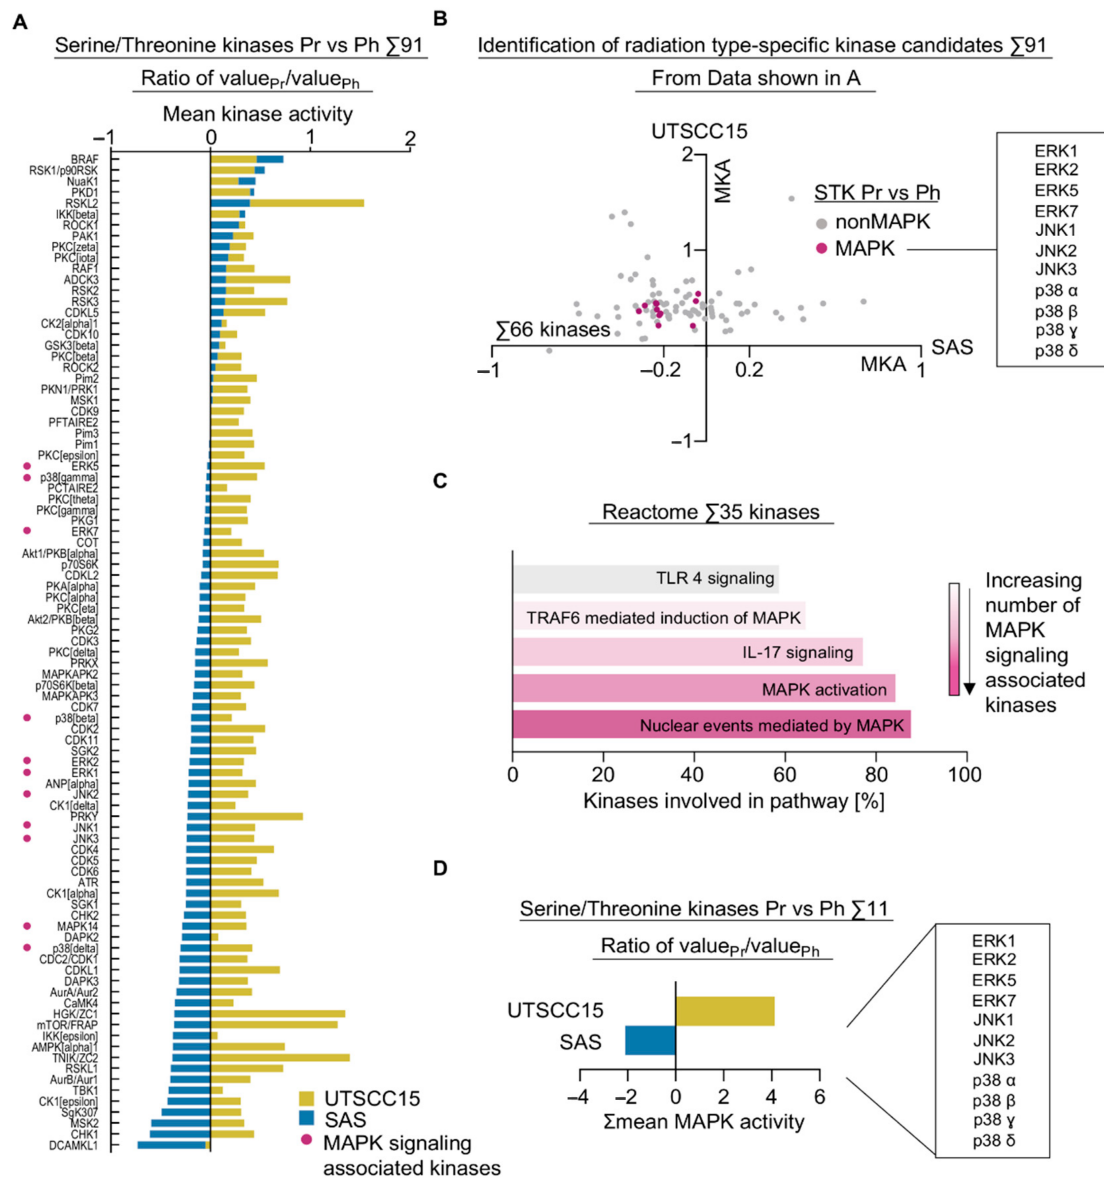 A
Serine/Threonine kinases Pr vs Ph ∑91
Ratio of valuePr/valuePh
Mean kinase activity
−1 0 1 2
BRAF
RSK1/p90RSK
NuaK1
PKD1
RSKL2
IKK[beta]
ROCK1
PAK1
PKC[zeta]
PKC[iota]
RAF1
ADCK3
RSK2
RSK3
CDKL5
CK2[alpha]1
CDK10
GSK3[beta]
PKC[beta]
ROCK2
Pim2
PKN1/PRK1
MSK1
CDK9
PFTAIRE2
Pim3
Pim1
PKC[epsilon]
ERK5
p38[gamma]
PCTAIRE2
PKC[theta]
PKC[gamma]
PKG1
ERK7
COT
Akt1/PKB[alpha]
p70S6K
CDKL2
PKA[alpha]
PKC[alpha]
PKC[eta]
Akt2/PKB[beta]
PKG2
CDK3
PKC[delta]
PRKX
MAPKAPK2
p70S6K[beta]
MAPKAPK3
CDK7
p38[beta]
CDK2
CDK11
SGK2
ERK2
ERK1
ANP[alpha]
JNK2
CK1[delta]
PRKY
JNK1
JNK3
CDK4
CDK5
CDK6
ATR
CK1[alpha]
SGK1
CHK2
MAPK14
DAPK2
p38[delta]
CDC2/CDK1
CDKL1
DAPK3
AurA/Aur2
CaMK4
HGK/ZC1
mTOR/FRAP
IKK[epsilon]
AMPK[alpha]1
TNIK/ZC2
RSKL1
AurB/Aur1
TBK1
CK1[epsilon]
SgK307
MSK2
CHK1
DCAMKL1
UTSCC15
SAS
MAPK signaling
associated kinases
B
Identification of radiation type-specific kinase candidates ∑91
From Data shown in A
UTSCC15
2
MKA
1
STK Pr vs Ph
nonMAPK
MAPK
∑66 kinases
SAS
MKA
−1 −0.2 0.2 1
−1
ERK1
ERK2
ERK5
ERK7
JNK1
JNK2
JNK3
p38 α
p38 β
p38 ɣ
p38 δ
C
Reactome ∑35 kinases
TLR 4 signaling
TRAF6 mediated induction of MAPK
IL-17 signaling
MAPK activation
Nuclear events mediated by MAPK
0 20 40 60 80 100
Kinases involved in pathway [%]
Increasing
number of
MAPK
signaling
associated
kinases
D
Serine/Threonine kinases Pr vs Ph ∑11
Ratio of valuePr/valuePh
UTSCC15
SAS
−4 −2 0 2 4 6
Σmean MAPK activity
ERK1
ERK2
ERK5
ERK7
JNK1
JNK2
JNK3
p38 α
p38 β
p38 ɣ
p38 δ